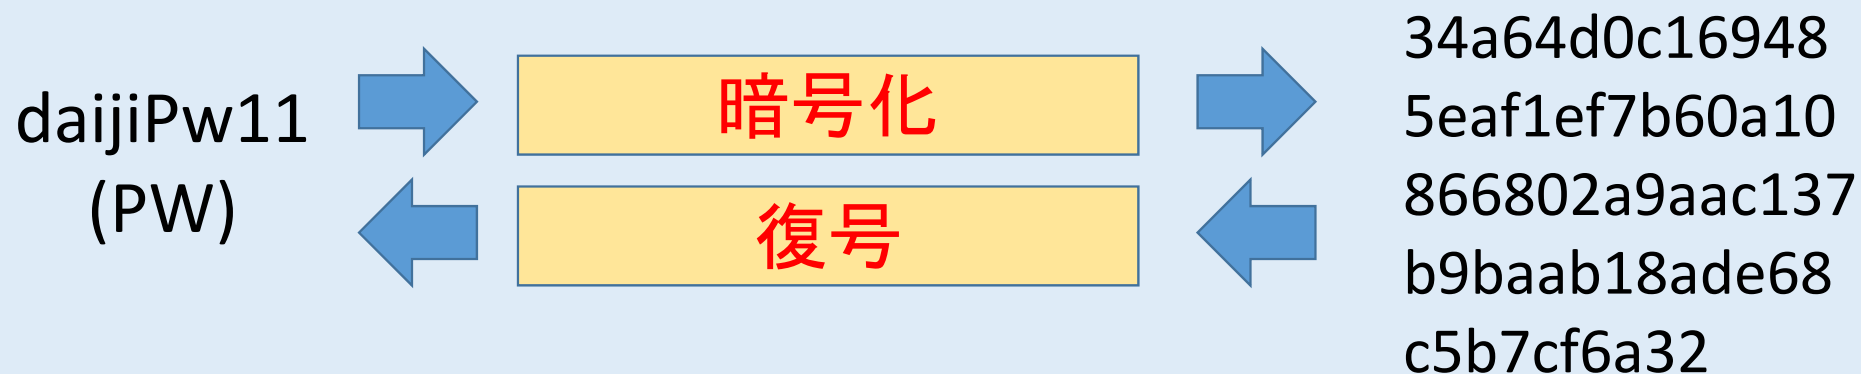 daijiPw11
(PW)
暗号化
復号
34a64d0c16948
5eaf1ef7b60a10
866802a9aac137
b9baab18ade68
c5b7cf6a32